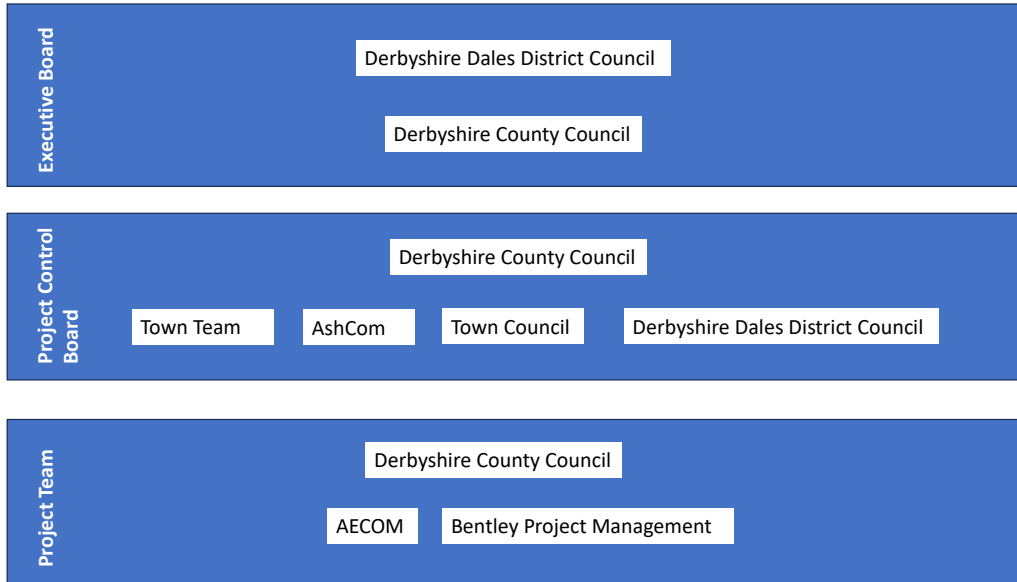 Executive Board
Derbyshire Dales District Council
Derbyshire County Council
Project Control
Board
Derbyshire County Council
Town Team
AshCom
Town Council
Derbyshire Dales District Council
Project Team
Derbyshire County Council
AECOM
Bentley Project Management